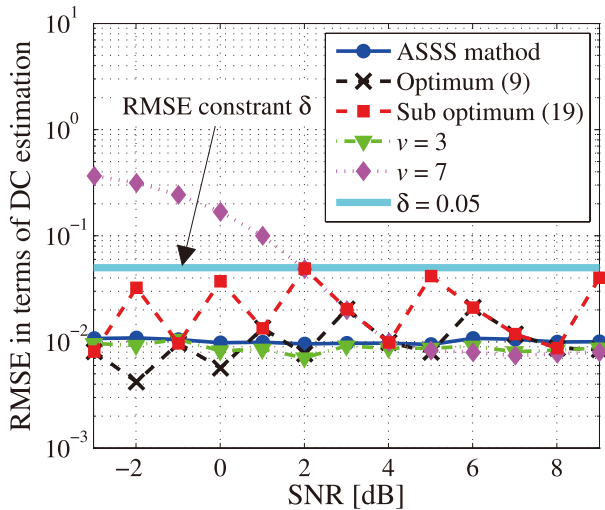 10^1
10^0
10^-1
10^-2
10^-3
RMSE in terms of DC estimation
RMSE constrant δ
ASSS mathod
Optimum (9)
Sub optimum (19)
v = 3
v = 7
δ = 0.05
−2 0 2 4 6 8
SNR [dB]